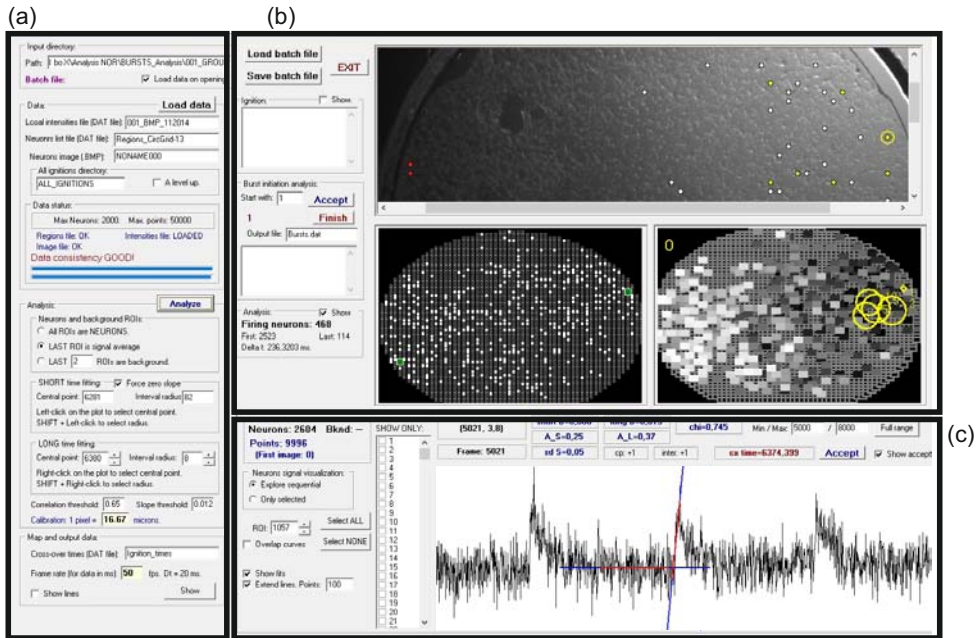 (a)
Input directory:
Path: bo X\Analysis NOR\BURSTS_Analysis\001_GROU
Batch file: Load data on opening
Data: Load data
Local intensities file (DAT file): 001_BMP_112014
Neurons list file (DAT file): Regions_CircGrid-13
Neurons image (.BMP): NONAME000
All ignitions directory:
ALL_IGNITIONS A level up.
Data status:
Max Neurons: 2000. Max. points: 50000
Regions file: OK Intensities file: LOADED
Image file: OK
Data consistency GOOD!
Analysis: Analyze
Neurons and background ROIs:
All ROIs are NEURONS.
LAST ROI is signal average
LAST 2 ROIs are background.
SHORT time fitting: Force zero slope
Central point: 6281 Interval radius: 82
Left-click on the plot to select central point.
SHIFT + Left-click to select radius.
LONG time fitting:
Central point: 6380 Interval radius: 8
Right-click on the plot to select central point.
SHIFT + Right-click to select radius.
Correlation threshold: 0.65 Slope threshold: 0.012
Calibration: 1 pixel = 16.67 microns.
Map and output data:
Cross-over times (DAT file): Ignition_times
Frame rate (for data in ms): 50 fps. Dt = 20 ms.
Show lines Show
(b)
Load batch file
Save batch file
EXIT
Ignition: Show.
Burst initiation analysis:
Start with: 1 Accept
1 Finish
Output file: Bursts.dat
Analysis: Show
Firing neurons: 460
First: 2523 Last: 114
Delta t: 236,3203 ms.
0
(c)
Neurons: 2604 Bknd: --
Points: 9996
(First image: 0)
Neurons signal visualization:
Explore sequential
Only selected
ROI: 1057
Overlap curves
Select ALL
Select NONE
Show fits
Extend lines. Points: 100
SHOW ONLY:
1
2
3
4
5
6
7
8
9
10
11
12
13
14
15
16
17
18
19
20
21
(5021, 3,8)
A_S=0,25 A_L=0,37
chi=0,745
Min / Max: 5000 / 8000 Full range
Frame: 5021 sd S=0,05 cp: +1 inter: +1 cx time=6374,399 Accept Show accept